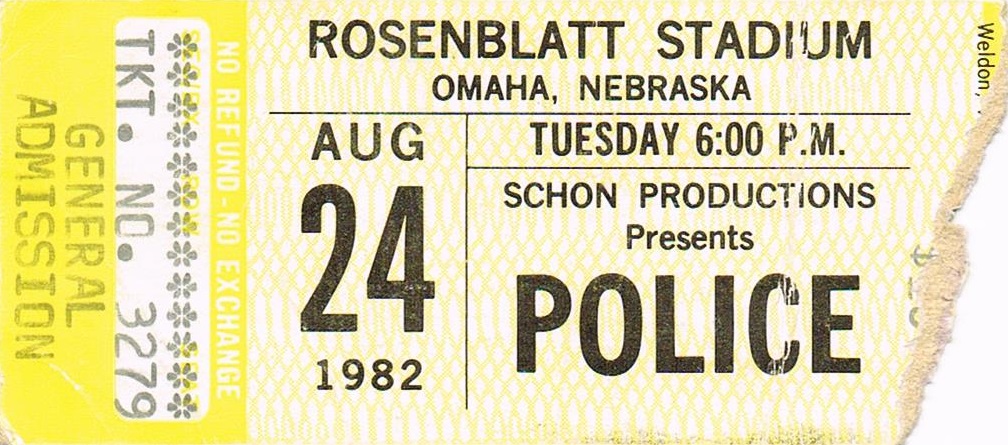 GENERAL
ADMISSION
TKT. NO. 3279
NO REFUND - NO EXCHANGE
ROSENBLATT STADIUM
OMAHA, NEBRASKA
AUG
24
1982
TUESDAY 6:00 P.M.
SCHON PRODUCTIONS
Presents
POLICE
Weldon,